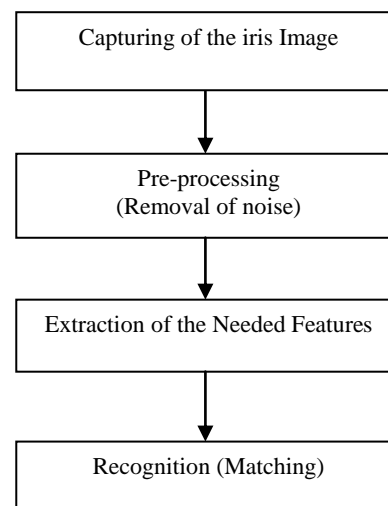 Capturing of the iris Image
Pre-processing
(Removal of noise)
Extraction of the Needed Features
Recognition (Matching)